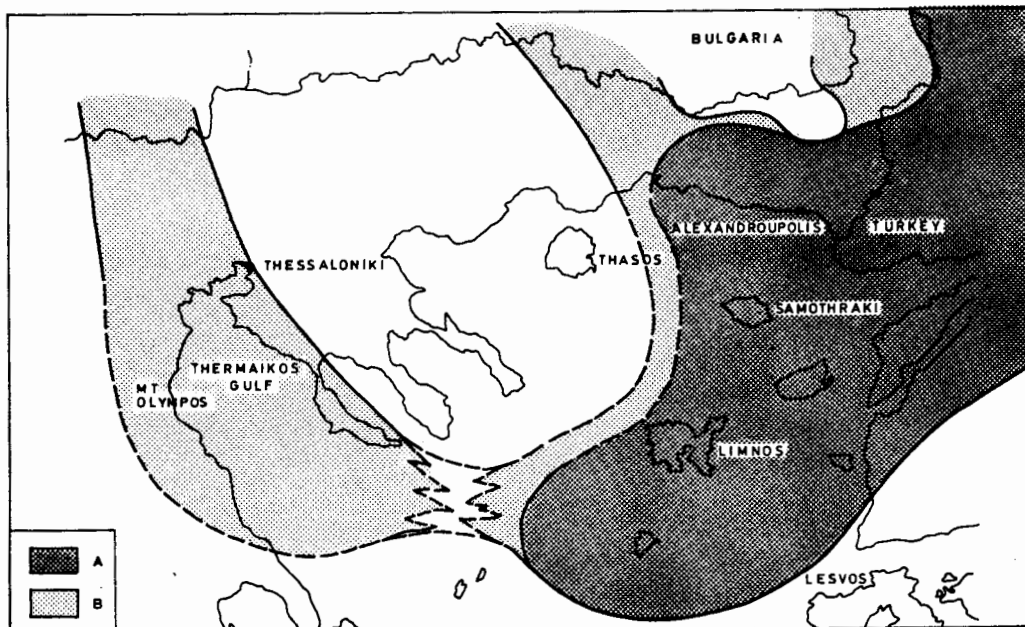 BULGARIA
ALEXANDROUPOLIS
TURKEY
THESSALONIKI
THASOS
SAMOTHRAKI
THERMAIKOS
GULF
MT
OLYMPOS
LIMNOS
A
B
LESVOS